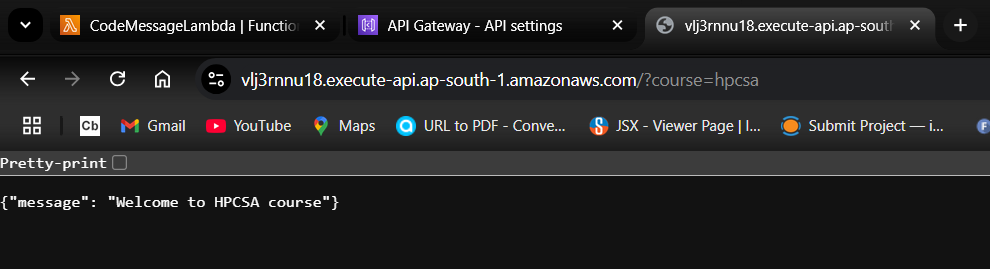 CodeMessageLambda | Functio
API Gateway - API settings
vlj3rnnu18.execute-api.ap-sout
vlj3rnnu18.execute-api.ap-south-1.amazonaws.com/?course=hpcsa
Cb Gmail YouTube Maps URL to PDF - Conve... JSX - Viewer Page | I... Submit Project — i... F
Pretty-print
{"message": "Welcome to HPCSA course"}